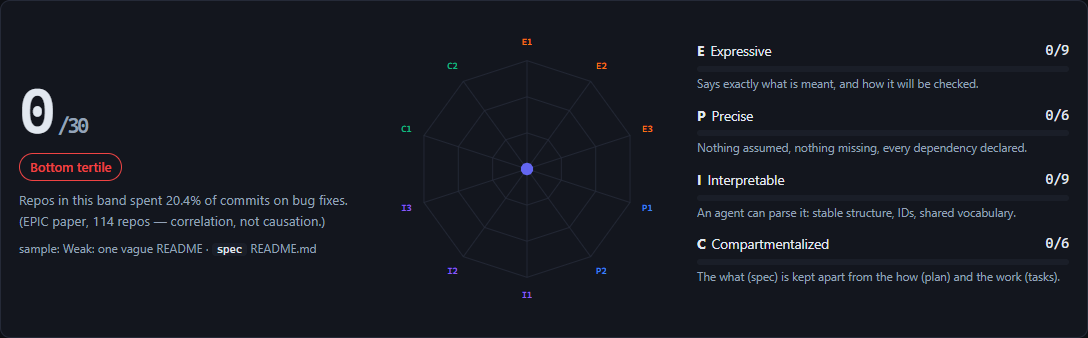 0/30
Bottom tertile
Repos in this band spent 20.4% of commits on bug fixes.
(EPIC paper, 114 repos — correlation, not causation.)
sample: Weak: one vague README · spec README.md
E1
E2
E3
P1
P2
I1
I2
I3
C1
C2
E Expressive 0/9
Says exactly what is meant, and how it will be checked.
P Precise 0/6
Nothing assumed, nothing missing, every dependency declared.
I Interpretable 0/9
An agent can parse it: stable structure, IDs, shared vocabulary.
C Compartmentalized 0/6
The what (spec) is kept apart from the how (plan) and the work (tasks).